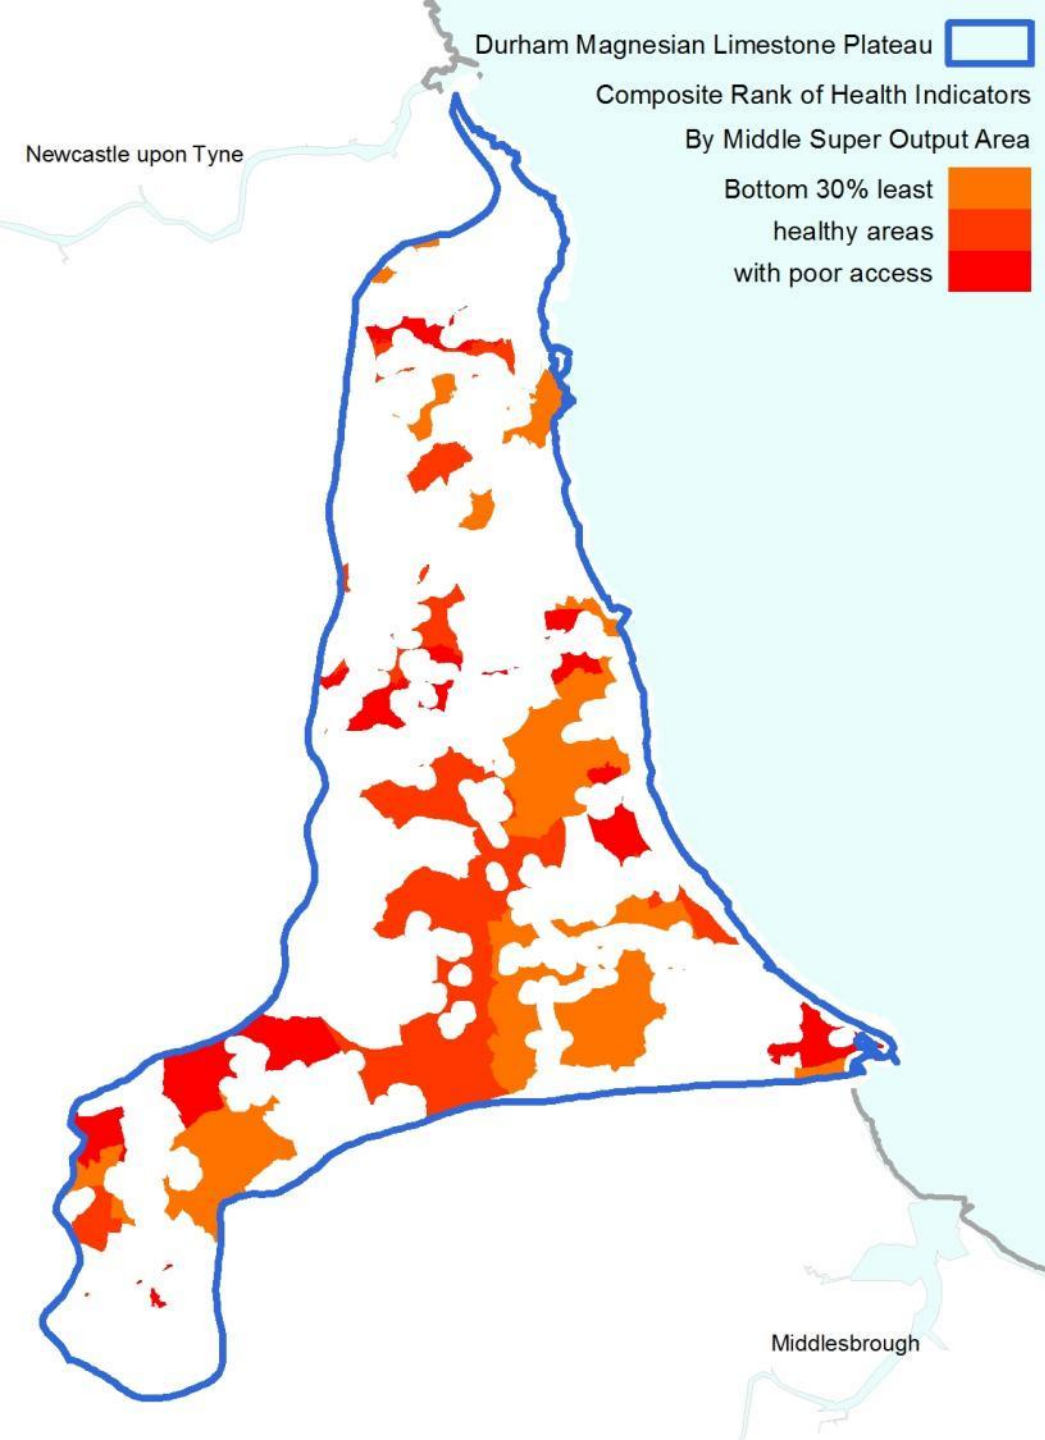 Durham Magnesian Limestone Plateau
Composite Rank of Health Indicators
By Middle Super Output Area
Newcastle upon Tyne
Bottom 30% least
healthy areas
with poor access
Middlesbrough